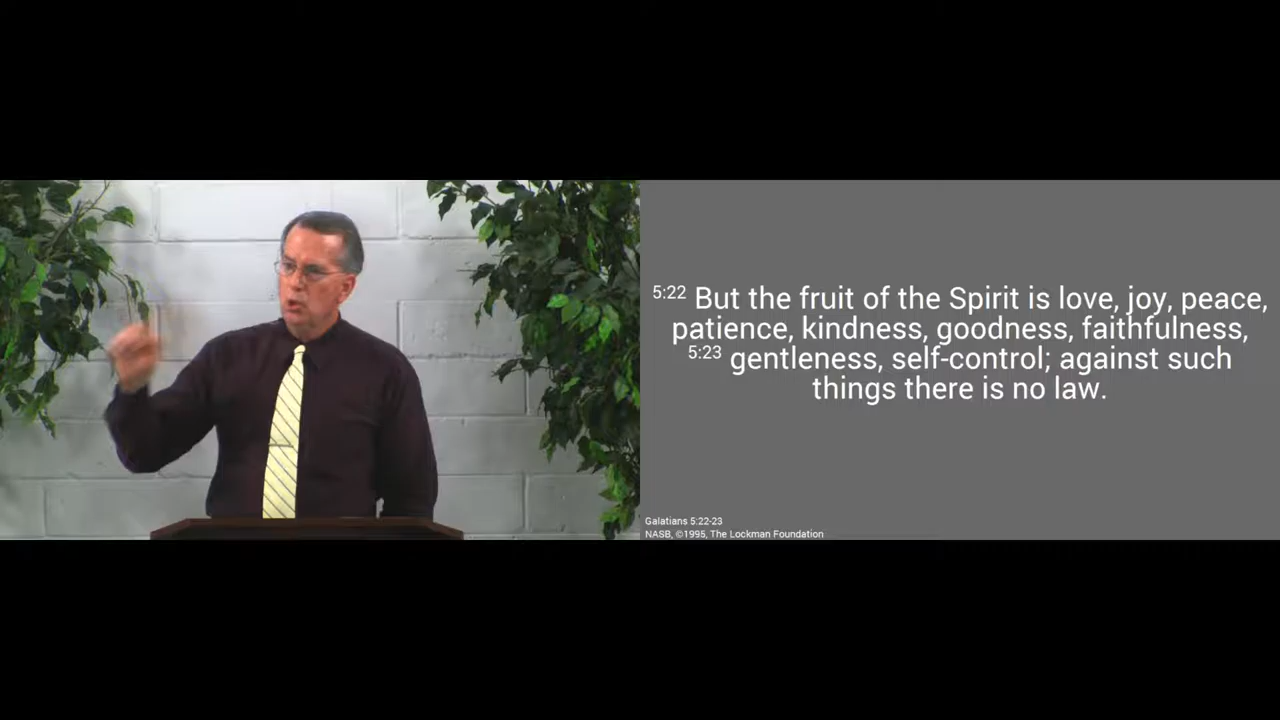 5:22 But the fruit of the Spirit is love, joy, peace,
patience, kindness, goodness, faithfulness,
5:23 gentleness, self-control; against such
things there is no law.
Galatians 5:22-23
NASB, ©1995, The Lockman Foundation